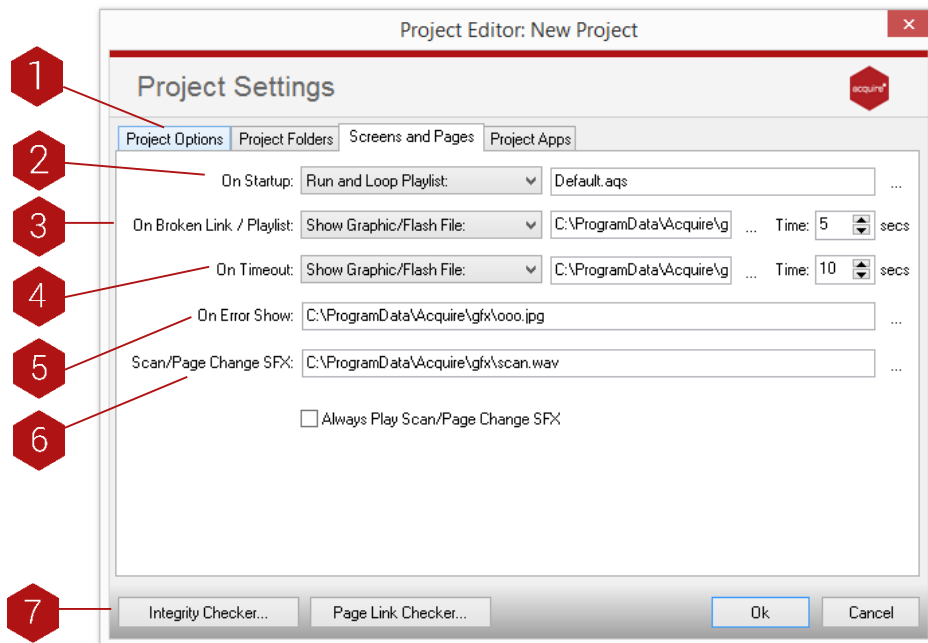 Project Editor: New Project
×
1
Project Settings
acquire
Project Options Project Folders Screens and Pages Project Apps
2
On Startup: Run and Loop Playlist: Default.aqs ...
3
On Broken Link / Playlist: Show Graphic/Flash File: C:\ProgramData\Acquire\g ... Time: 5 secs
4
On Timeout: Show Graphic/Flash File: C:\ProgramData\Acquire\g ... Time: 10 secs
5
On Error Show: C:\ProgramData\Acquire\gfx\ooo.jpg ...
6
Scan/Page Change SFX: C:\ProgramData\Acquire\gfx\scan.wav ...
Always Play Scan/Page Change SFX
7
Integrity Checker... Page Link Checker... Ok Cancel